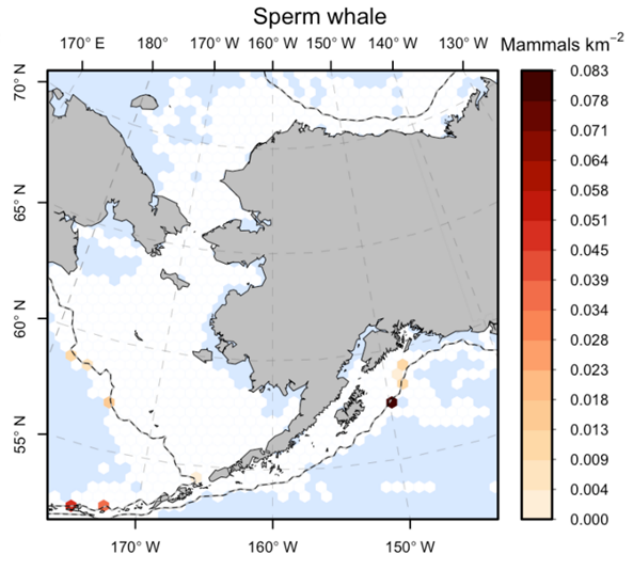 Sperm whale
170° E 180° 170° W 160° W 150° W 140° W 130° W
Mammals km⁻²
70° N
65° N
60° N
55° N
170° W 160° W 150° W
0.083
0.078
0.071
0.064
0.058
0.051
0.045
0.039
0.034
0.028
0.023
0.018
0.013
0.009
0.004
0.000